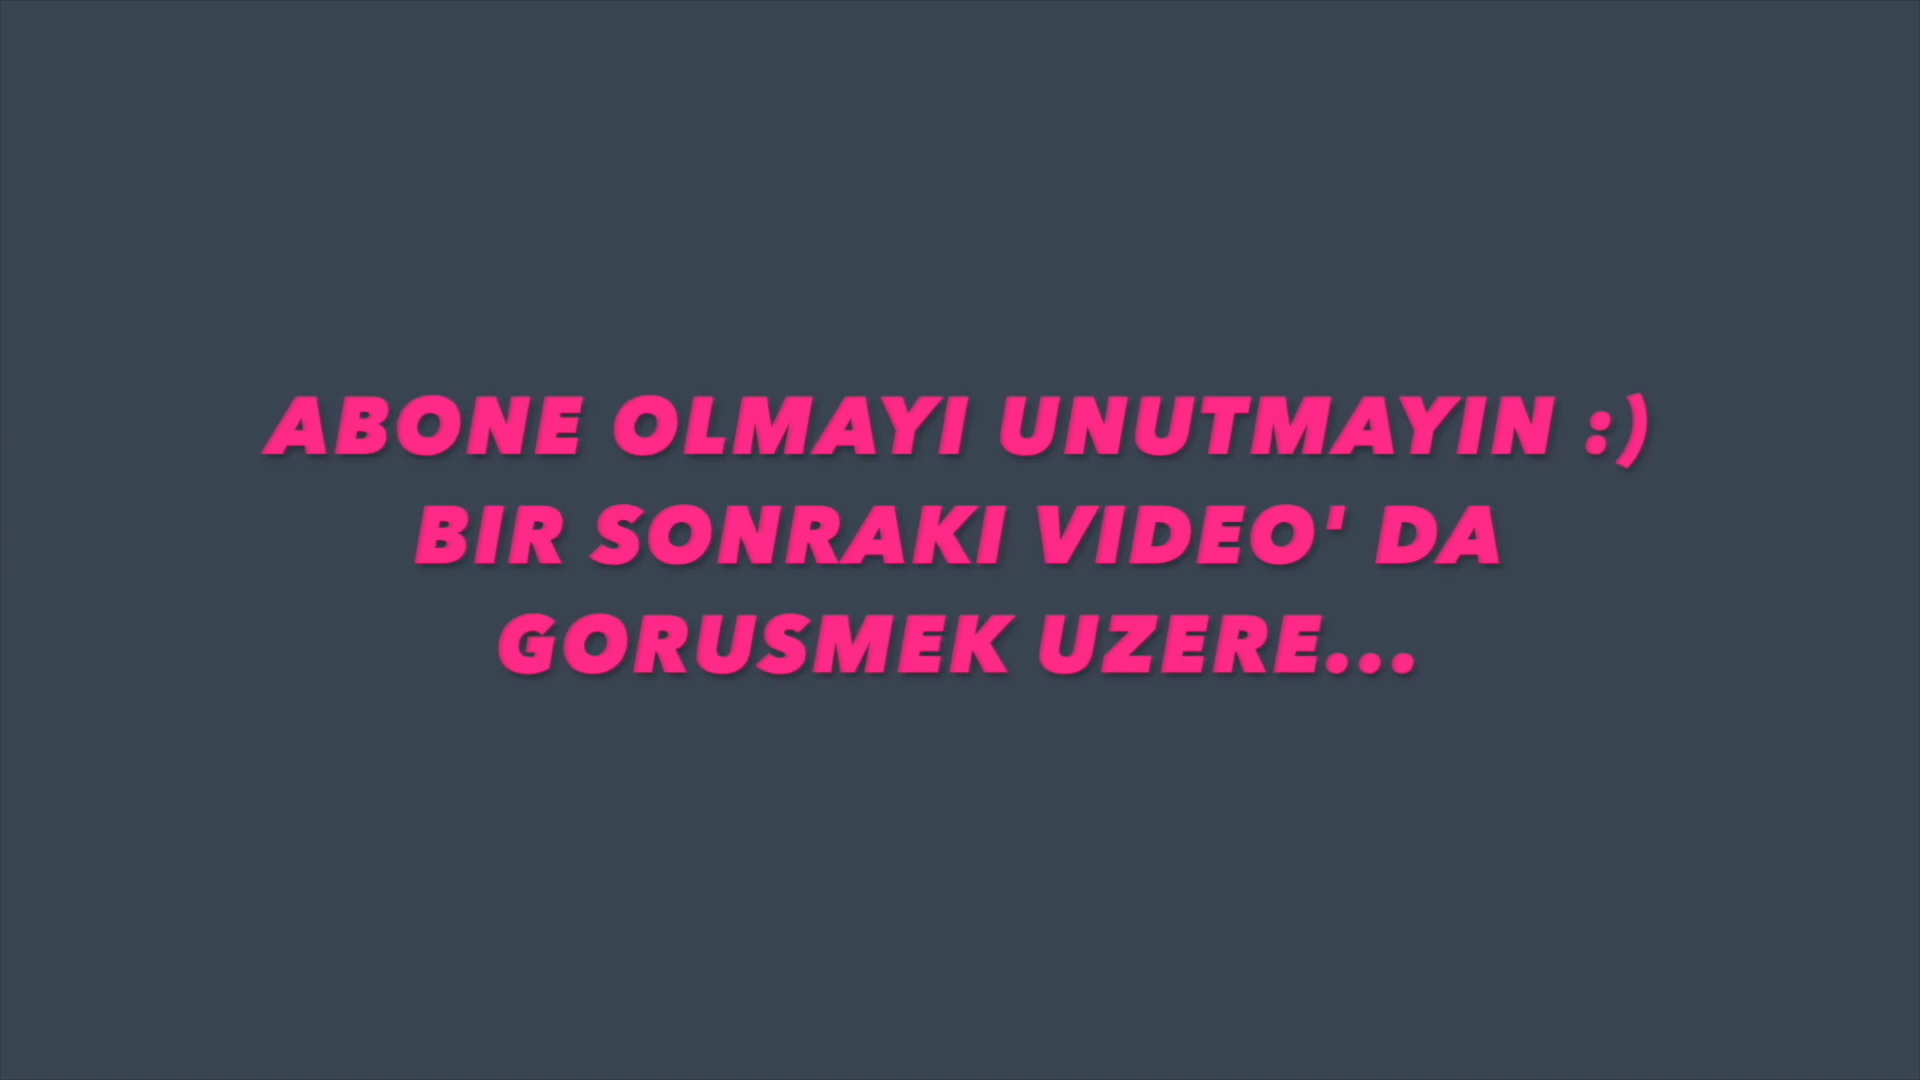 ABONE OLMAYI UNUTMAYIN :)
BIR SONRAKI VIDEO' DA
GORUSMEK UZERE...